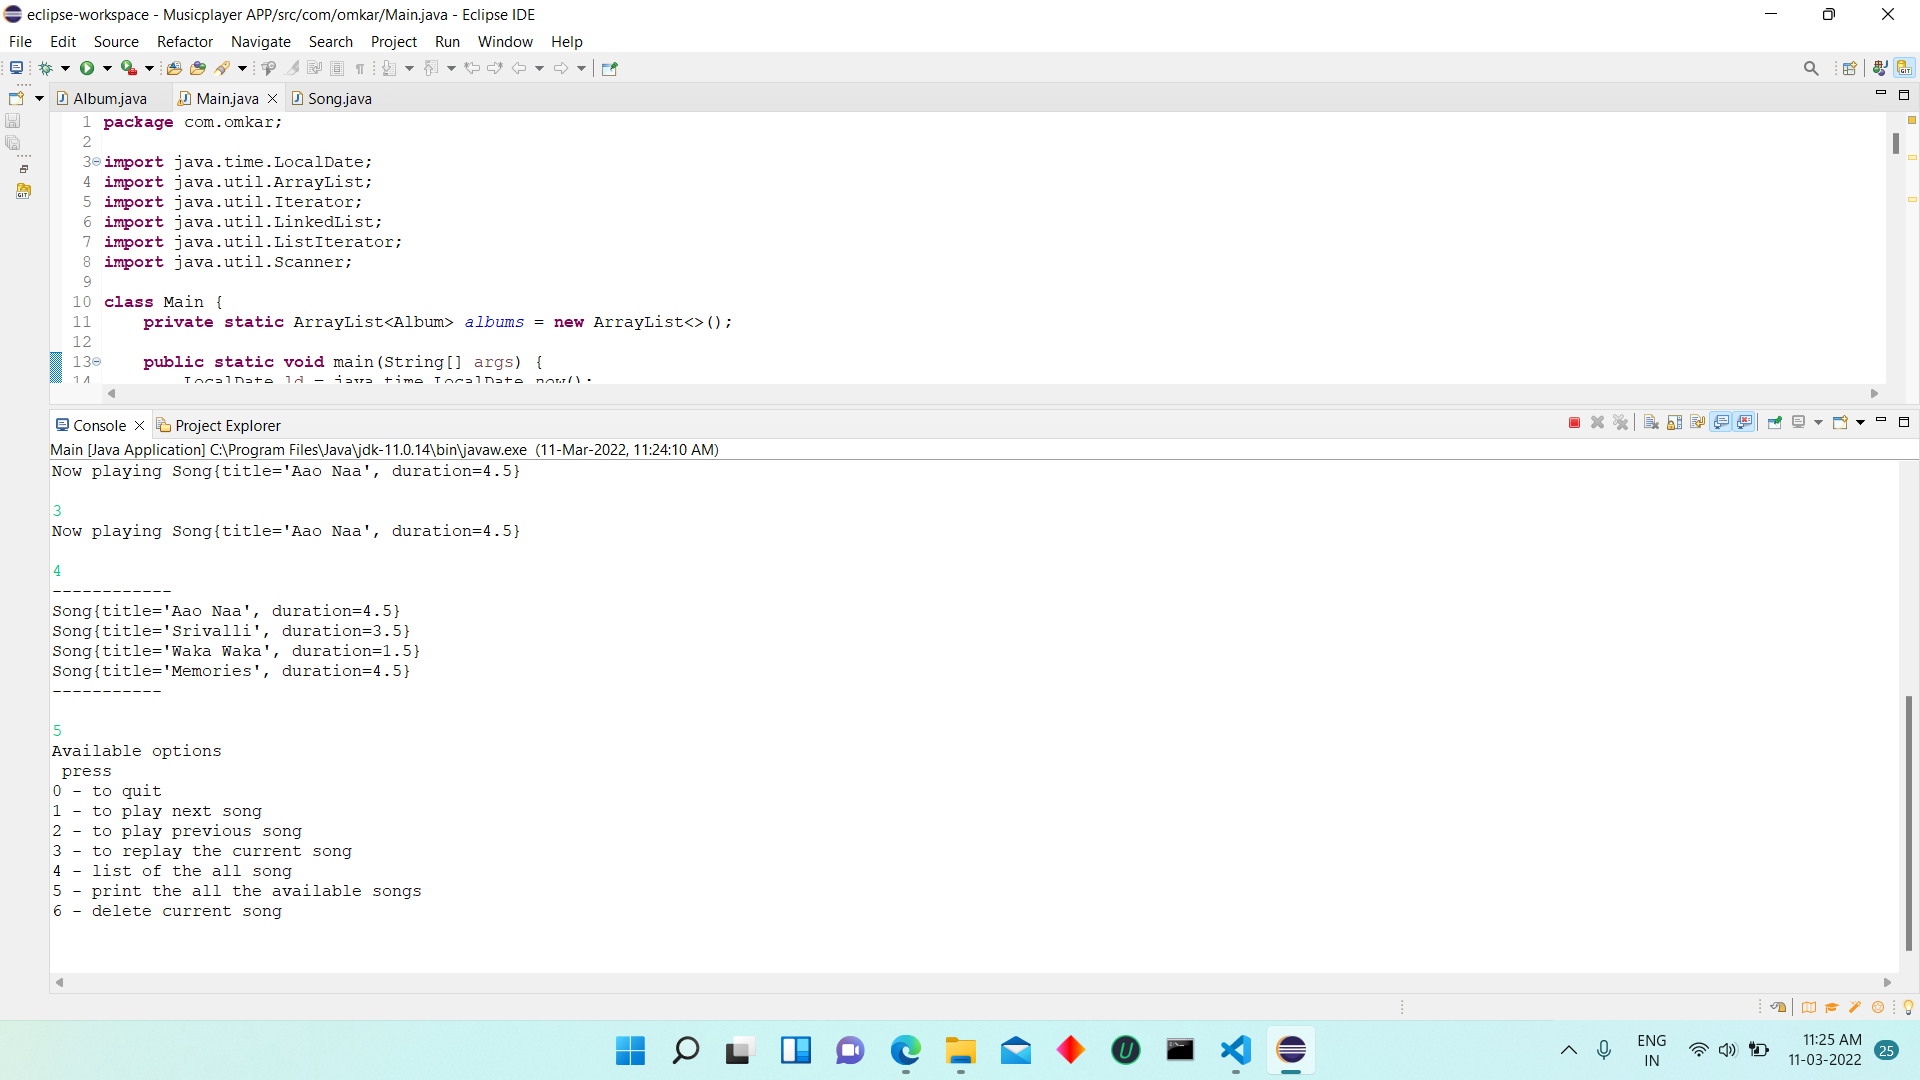 eclipse-workspace - Musicplayer APP/src/com/omkar/Main.java - Eclipse IDE
File Edit Source Refactor Navigate Search Project Run Window Help
Album.java Main.java Song.java
1 package com.omkar;
2
3 import java.time.LocalDate;
4 import java.util.ArrayList;
5 import java.util.Iterator;
6 import java.util.LinkedList;
7 import java.util.ListIterator;
8 import java.util.Scanner;
9
10 class Main {
11 private static ArrayList<Album> albums = new ArrayList<>();
12
13 public static void main(String[] args) {
14 LocalDate ld = java.time.LocalDate.now();
Console Project Explorer
Main [Java Application] C:\Program Files\Java\jdk-11.0.14\bin\javaw.exe (11-Mar-2022, 11:24:10 AM)
Now playing Song{title='Aao Naa', duration=4.5}
3
Now playing Song{title='Aao Naa', duration=4.5}
4
------------
Song{title='Aao Naa', duration=4.5}
Song{title='Srivalli', duration=3.5}
Song{title='Waka Waka', duration=1.5}
Song{title='Memories', duration=4.5}
-----------
5
Available options
press
0 - to quit
1 - to play next song
2 - to play previous song
3 - to replay the current song
4 - list of the all song
5 - print the all the available songs
6 - delete current song
ENG
IN
11:25 AM
11-03-2022
25